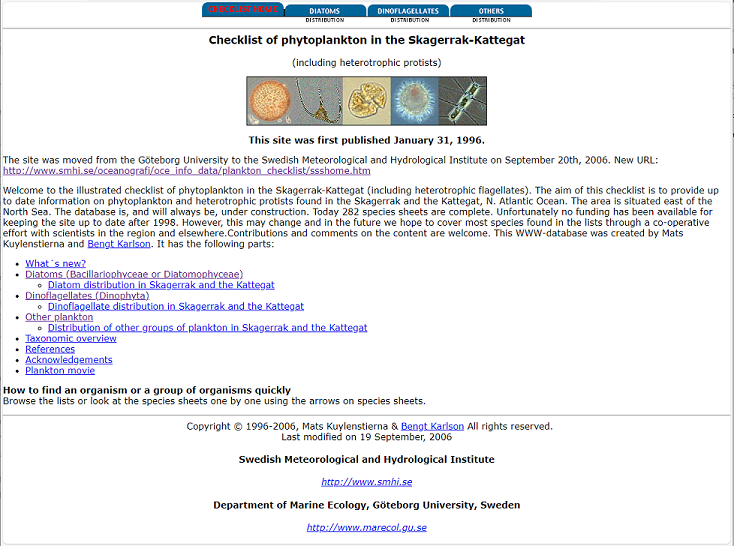 CHECKLIST HOME
DIATOMS
DINOFLAGELLATES
OTHERS
DISTRIBUTION
DISTRIBUTION
DISTRIBUTION
Checklist of phytoplankton in the Skagerrak-Kattegat
(including heterotrophic protists)
This site was first published January 31, 1996.
The site was moved from the Göteborg University to the Swedish Meteorological and Hydrological Institute on September 20th, 2006. New URL:
http://www.smhi.se/oceanografi/oce_info_data/plankton_checklist/ssshome.htm
Welcome to the illustrated checklist of phytoplankton in the Skagerrak-Kattegat (including heterotrophic flagellates). The aim of this checklist is to provide up
to date information on phytoplankton and heterotrophic protists found in the Skagerrak and the Kattegat, N. Atlantic Ocean. The area is situated east of the
North Sea. The database is, and will always be, under construction. Today 282 species sheets are complete. Unfortunately no funding has been available for
keeping the site up to date after 1998. However, this may change and in the future we hope to cover most species found in the lists through a co-operative
effort with scientists in the region and elsewhere.Contributions and comments on the content are welcome. This WWW-database was created by Mats
Kuylenstierna and Bengt Karlson. It has the following parts:
What´s new?
Diatoms (Bacillariophyceae or Diatomophyceae)
Diatom distribution in Skagerrak and the Kattegat
Dinoflagellates (Dinophyta)
Dinoflagellate distribution in Skagerrak and the Kattegat
Other plankton
Distribution of other groups of plankton in Skagerrak and the Kattegat
Taxonomic overview
References
Acknowledgements
Plankton movie
How to find an organism or a group of organisms quickly
Browse the lists or look at the species sheets one by one using the arrows on species sheets.
Copyright © 1996-2006, Mats Kuylenstierna & Bengt Karlson All rights reserved.
Last modified on 19 September, 2006
Swedish Meteorological and Hydrological Institute
http://www.smhi.se
Department of Marine Ecology, Göteborg University, Sweden
http://www.marecol.gu.se